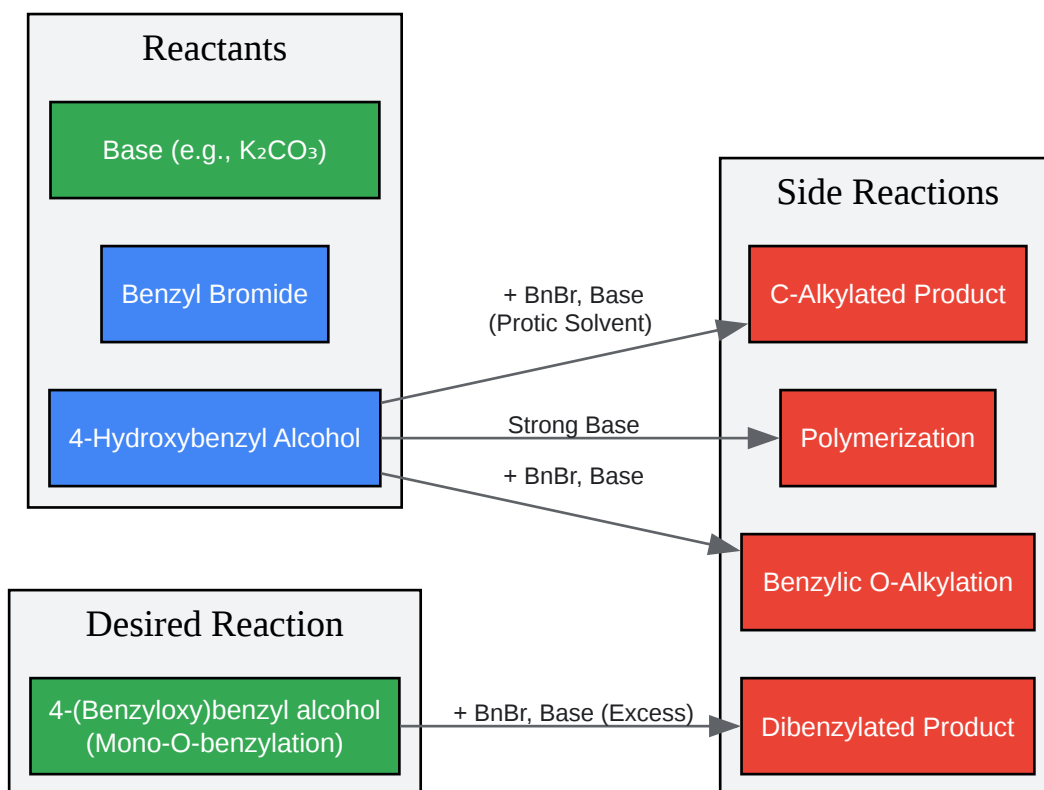 Reactants
Base (e.g., K₂CO₃)
Benzyl Bromide
4-Hydroxybenzyl Alcohol
+ BnBr, Base
(Protic Solvent)
Strong Base
+ BnBr, Base
Side Reactions
C-Alkylated Product
Polymerization
Benzylic O-Alkylation
Dibenzylated Product
Desired Reaction
4-(Benzyloxy)benzyl alcohol
(Mono-O-benzylation)
+ BnBr, Base (Excess)